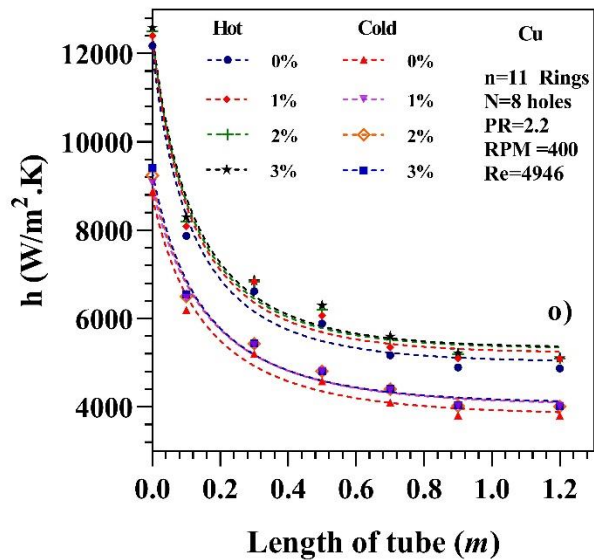 Hot Cold Cu
0% 0%
1% 1%
2% 2%
3% 3%
n=11 Rings
N=8 holes
PR=2.2
RPM =400
Re=4946
o)
h (W/m².K)
12000
10000
8000
6000
4000
0.0 0.2 0.4 0.6 0.8 1.0 1.2
Length of tube (m)